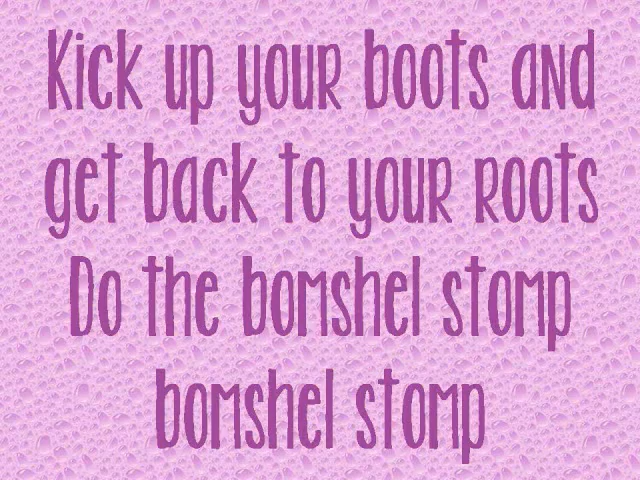 Kick up your boots and
get back to your roots
Do the bomshel stomp
bomshel stomp